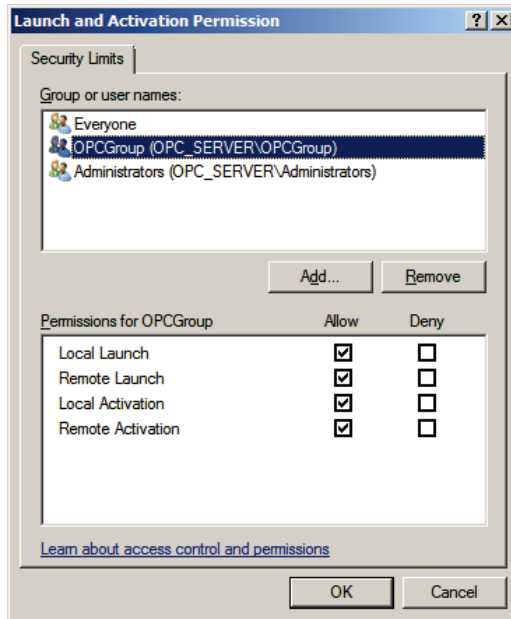 Launch and Activation Permission
Security Limits
Group or user names:
Everyone
OPCGroup (OPC_SERVER\OPCGroup)
Administrators (OPC_SERVER\Administrators)
Add... Remove
Permissions for OPCGroup Allow Deny
Local Launch
Remote Launch
Local Activation
Remote Activation
Learn about access control and permissions
OK Cancel